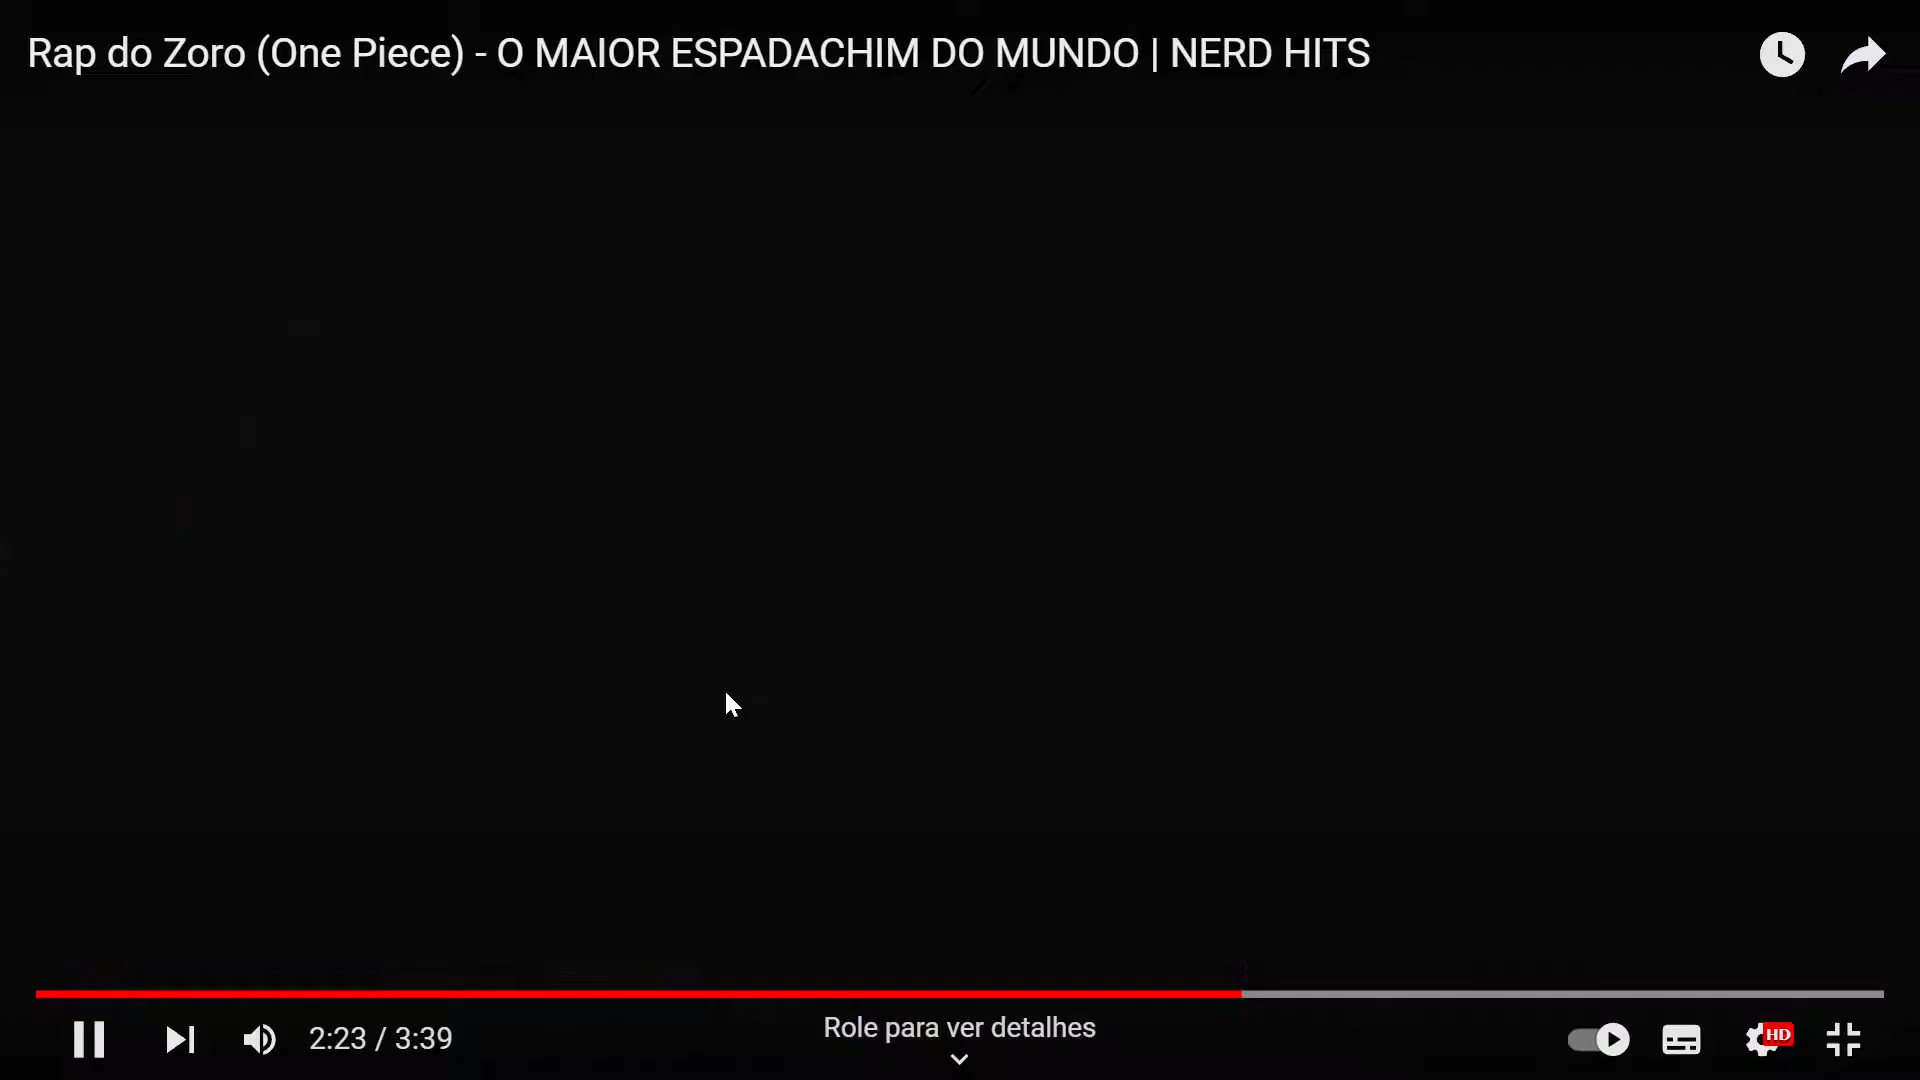 Rap do Zoro (One Piece) - O MAIOR ESPADACHIM DO MUNDO | NERD HITS
Role para ver detalhes
2:23 / 3:39
HD